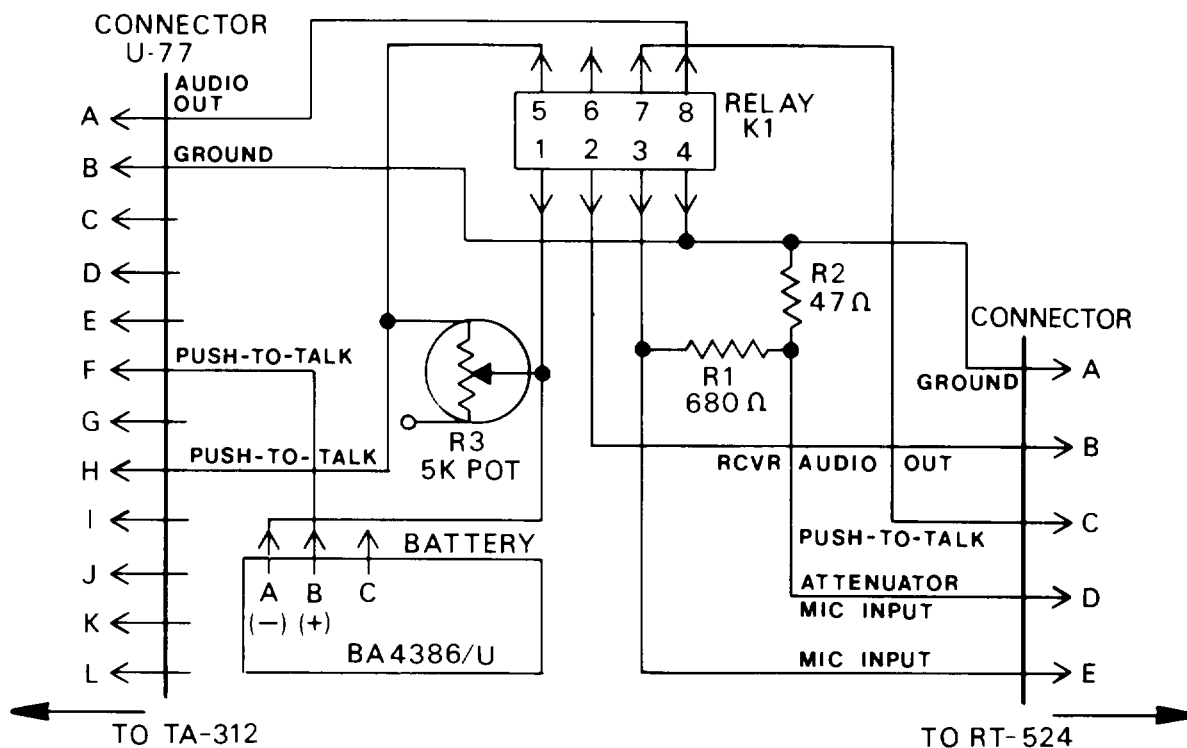 CONNECTOR
U-77
AUDIO
OUT
A
GROUND
B
C
D
E
PUSH-TO-TALK
F
G
PUSH-TO-TALK
H
I
J
K
L
TO TA-312
5 6 7 8
1 2 3 4
RELAY
K1
R3
5K POT
R2
47Ω
R1
680 Ω
BATTERY
A B C
(−) (+)
BA4386/U
CONNECTOR
GROUND
A
RCVR AUDIO OUT
B
PUSH-TO-TALK
C
ATTENUATOR
MIC INPUT
D
MIC INPUT
E
TO RT-524